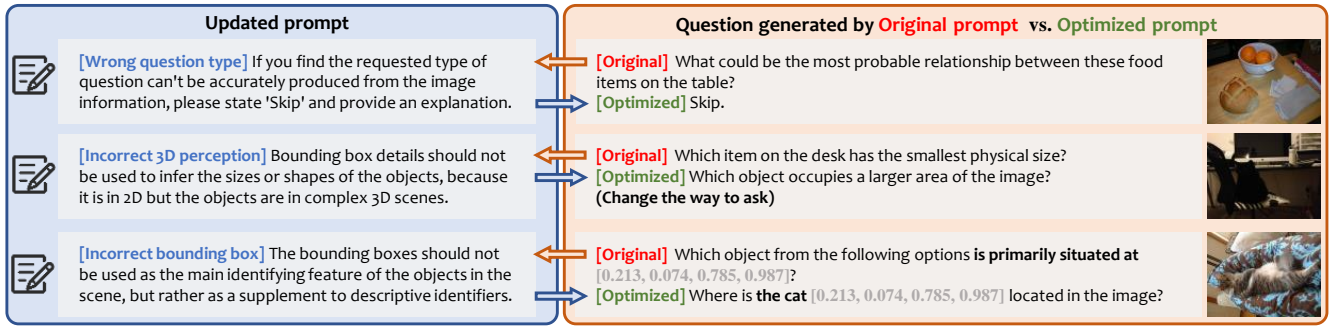 Updated prompt
[Wrong question type] If you find the requested type of
question can't be accurately produced from the image
information, please state 'Skip' and provide an explanation.
[Incorrect 3D perception] Bounding box details should not
be used to infer the sizes or shapes of the objects, because
it is in 2D but the objects are in complex 3D scenes.
[Incorrect bounding box] The bounding boxes should not
be used as the main identifying feature of the objects in the
scene, but rather as a supplement to descriptive identifiers.
Question generated by Original prompt vs. Optimized prompt
[Original] What could be the most probable relationship between these food
items on the table?
[Optimized] Skip.
[Original] Which item on the desk has the smallest physical size?
[Optimized] Which object occupies a larger area of the image?
(Change the way to ask)
[Original] Which object from the following options is primarily situated at
[0.213, 0.074, 0.785, 0.987]?
[Optimized] Where is the cat [0.213, 0.074, 0.785, 0.987] located in the image?